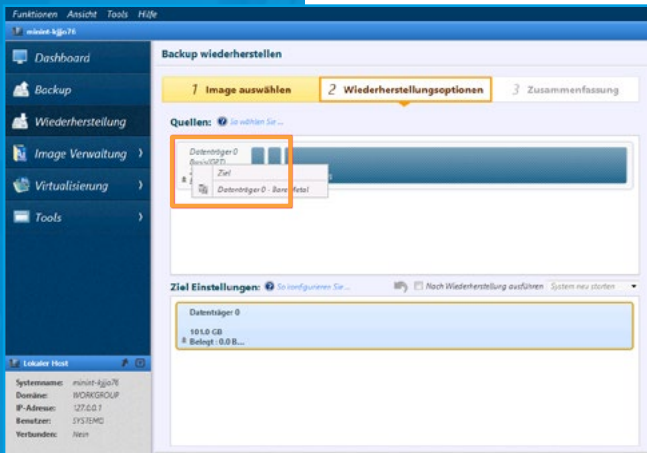 Funktionen Ansicht Tools Hilfe
minint-kjjo76
Dashboard
Backup
Wiederherstellung
Image Verwaltung
Virtualisierung
Tools
Backup wiederherstellen
1 Image auswählen
2 Wiederherstellungsoptionen
3 Zusammenfassung
Quellen: So wählen Sie ...
Datenträger 0
Ziel
Datenträger 0 - Bare Metal
Ziel Einstellungen: So konfigurieren Sie ...
Nach Wiederherstellung ausführen System neu starten
Datenträger 0
101.0 GB
Belegt : 0.0 B...
Lokaler Host
Systemname: minint-kjjo76
Domäne: WORKGROUP
IP-Adresse: 127.0.0.1
Benutzer: SYSTEMO
Verbunden: Nein